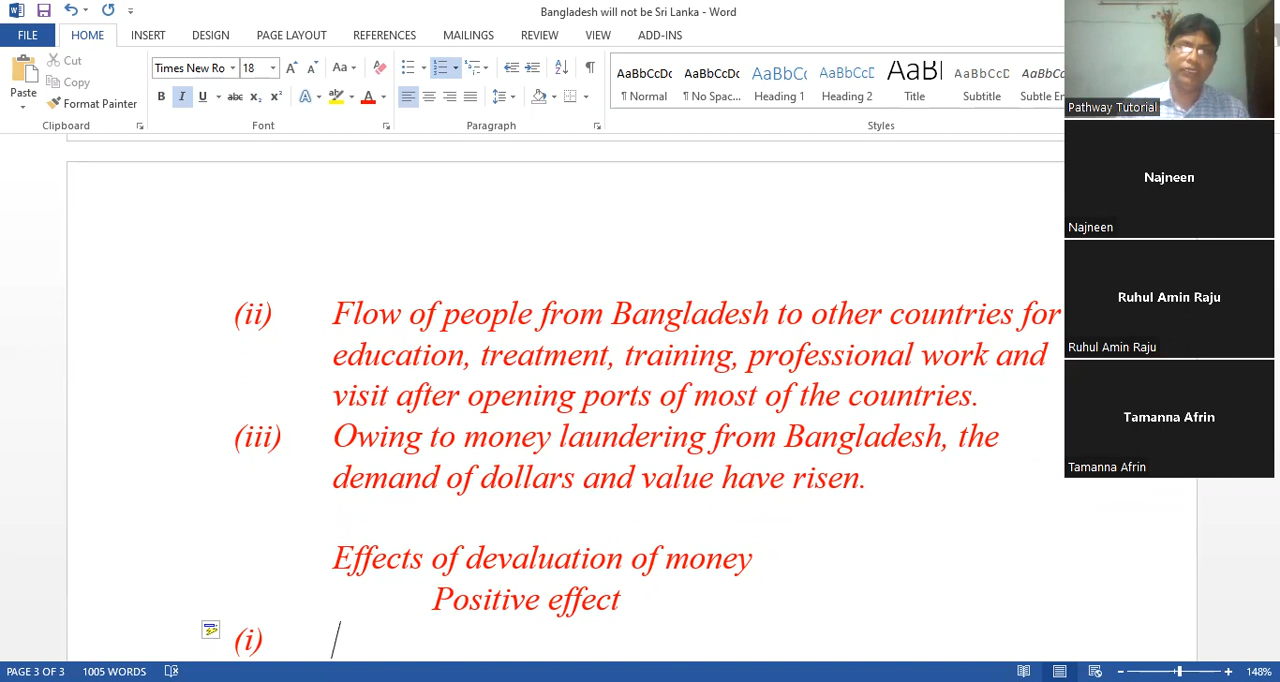 Bangladesh will not be Sri Lanka - Word
FILE HOME INSERT DESIGN PAGE LAYOUT REFERENCES MAILINGS REVIEW VIEW ADD-INS
Cut
Copy
Paste
Format Painter
Clipboard
Times New Ro 18
Font
Paragraph
AaBbCcDc AaBbCcDc AaBbCc AaBbCcC AaBl AaBbCcD AaBbCcD
¶ Normal ¶ No Spac... Heading 1 Heading 2 Title Subtitle Subtle En
Styles
Pathway Tutorial
Najneen
Najneen
Ruhul Amin Raju
Ruhul Amin Raju
Tamanna Afrin
Tamanna Afrin
(ii) Flow of people from Bangladesh to other countries for
education, treatment, training, professional work and
visit after opening ports of most of the countries.
(iii) Owing to money laundering from Bangladesh, the
demand of dollars and value have risen.
Effects of devaluation of money
Positive effect
(i)
PAGE 3 OF 3 1005 WORDS 148%